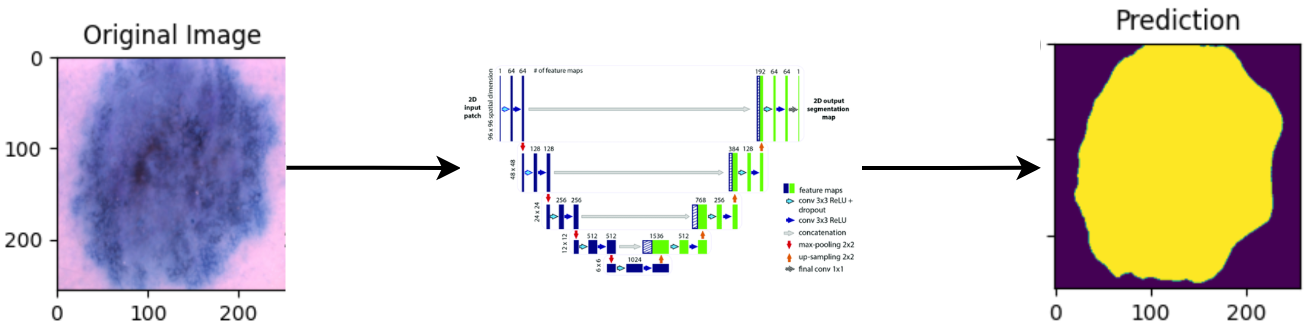 Original Image
0
100
200
0 100 200
1 64 64 # of feature maps
2D
input
patch
96 x 96 spatial dimension
192 64 64 1
2D output
segmentation
map
128 128
48 x 48
384 128
256 256
24 x 24
768 256
512 512
12 x 12
1536 512
1024
6 x 6
feature maps
conv 3x3 ReLU +
dropout
conv 3x3 ReLU
concatenation
max-pooling 2x2
up-sampling 2x2
final conv 1x1
Prediction
0 100 200